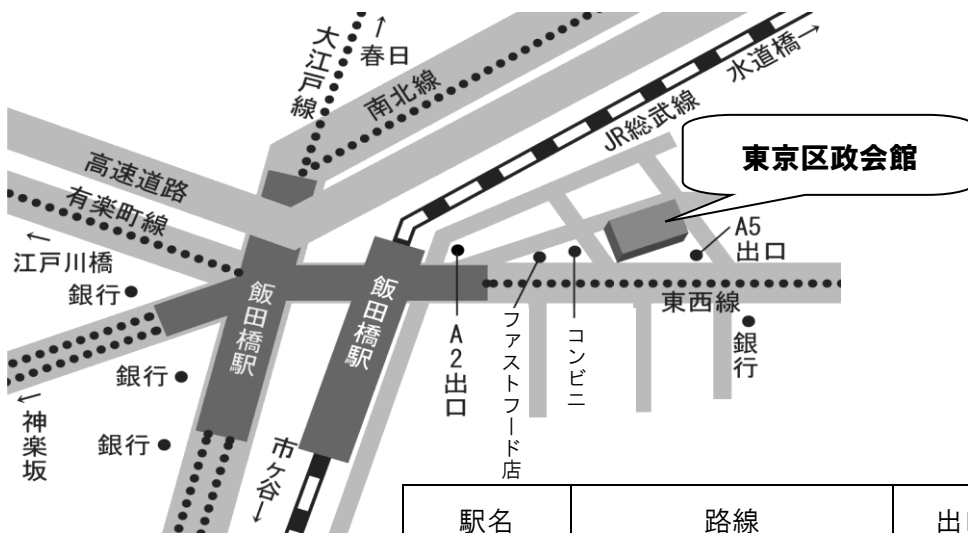 大江戸線
↑
春日
南北線
水道橋→
JR総武線
東京区政会館
高速道路
有楽町線
←
江戸川橋
A5
出口
銀行
飯田橋駅
飯田橋駅
東西線
A2出口
ファストフード店
コンビニ
銀行
銀行
←
神楽坂
銀行
市ヶ谷→
駅名
路線
出